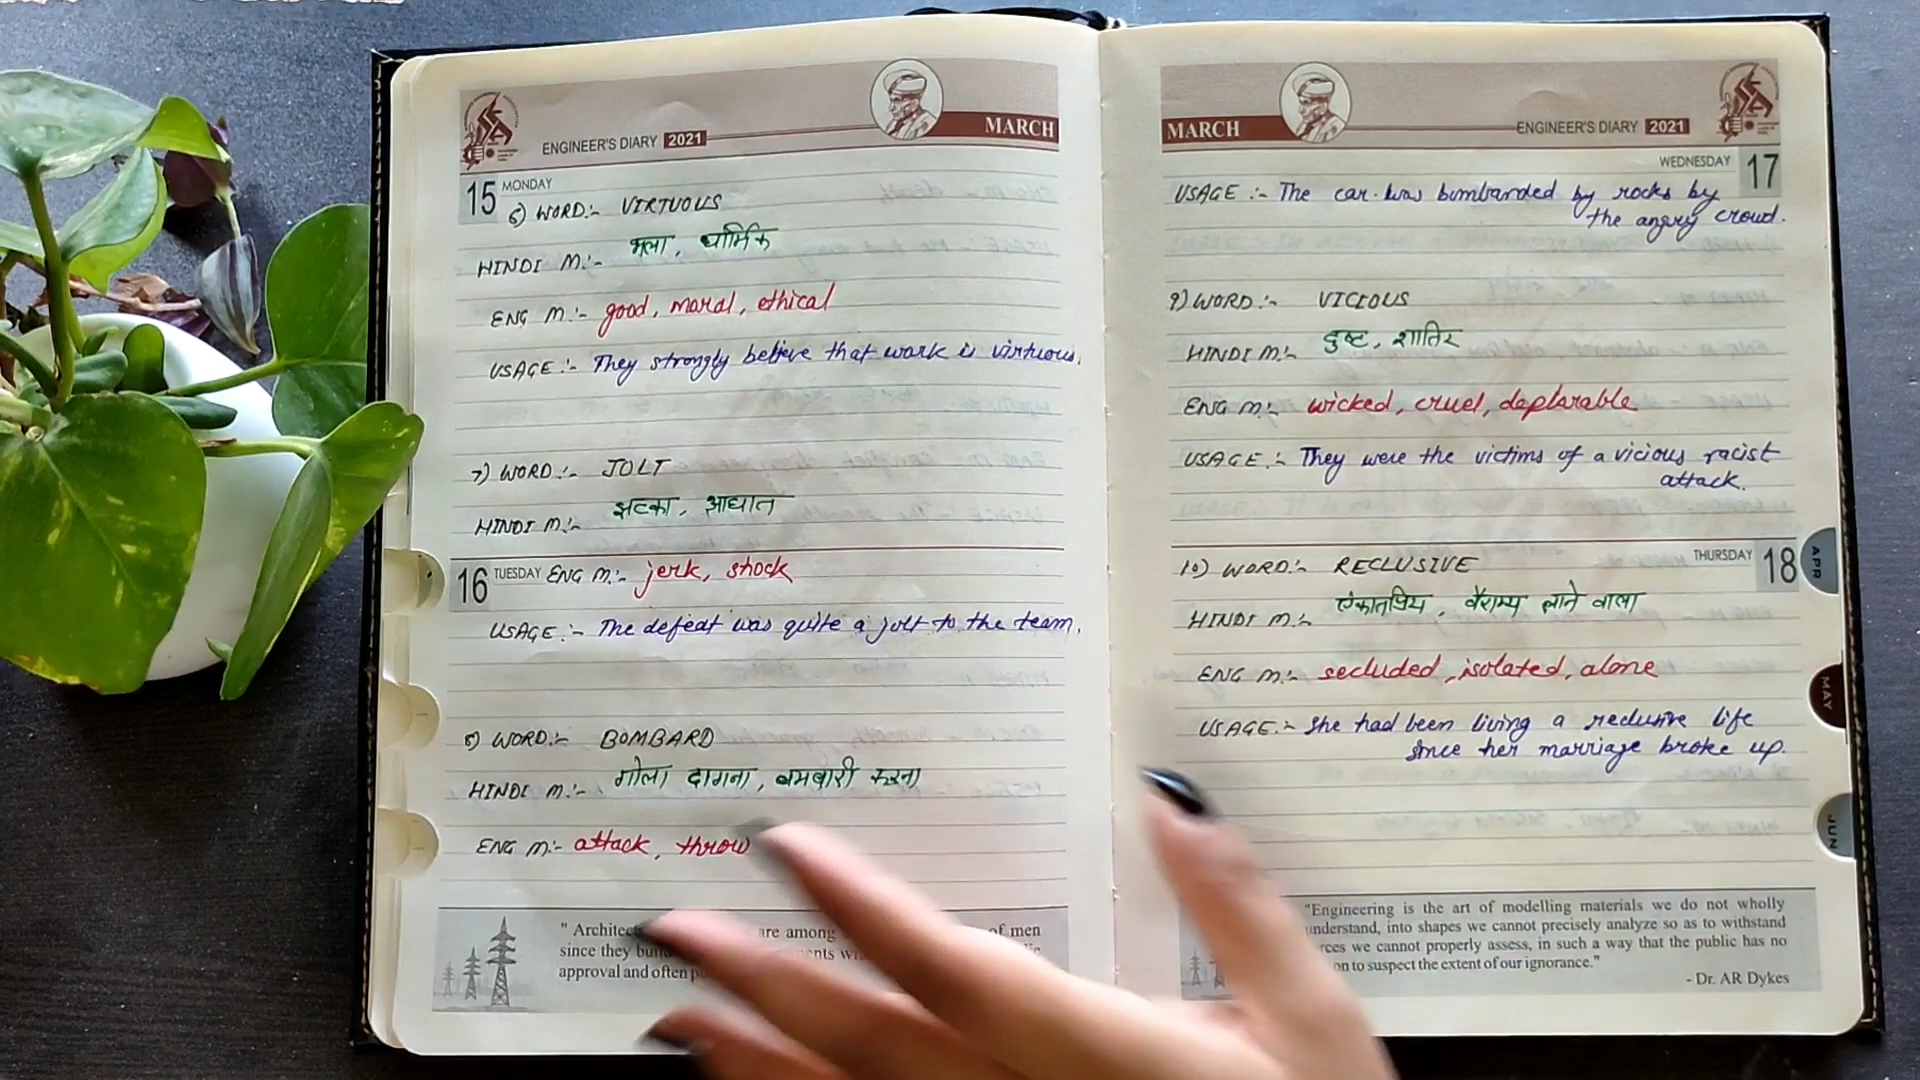 ENGINEER'S DIARY 2021
MARCH
15 MONDAY
6) WORD:- VIRTUOUS
HINDI M:- भला, धार्मिक
ENG M:- good, moral, ethical
USAGE:- They strongly believe that work is virtuous.
7) WORD:- JOLT
HINDI M:- झटका, आघात
16 TUESDAY
ENG M:- jerk, shock
USAGE:- The defeat was quite a jolt to the team.
8) WORD:- BOMBARD
HINDI M:- गोला दागना, बमबारी करना
ENG M:- attack, throw
" Architect are among of men
since they
approval and often
MARCH
ENGINEER'S DIARY 2021
WEDNESDAY 17
USAGE:- The car was bombarded by rocks by
the angry crowd.
9) WORD:- VICIOUS
HINDI M:- दुष्ट, शातिर
ENG M:- wicked, cruel, deplorable
USAGE:- They were the victims of a vicious racist
attack.
THURSDAY 18
10) WORD:- RECLUSIVE
HINDI M:- एंकातप्रिय, वैराग्य लाने वाला
ENG M:- secluded, isolated, alone
USAGE:- She had been living a reclusive life
since her marriage broke up.
"Engineering is the art of modelling materials we do not wholly
understand, into shapes we cannot precisely analyze so as to withstand
we cannot properly assess, in such a way that the public has no
to suspect the extent of our ignorance."
- Dr. AR Dykes
APR
MAY
JUN